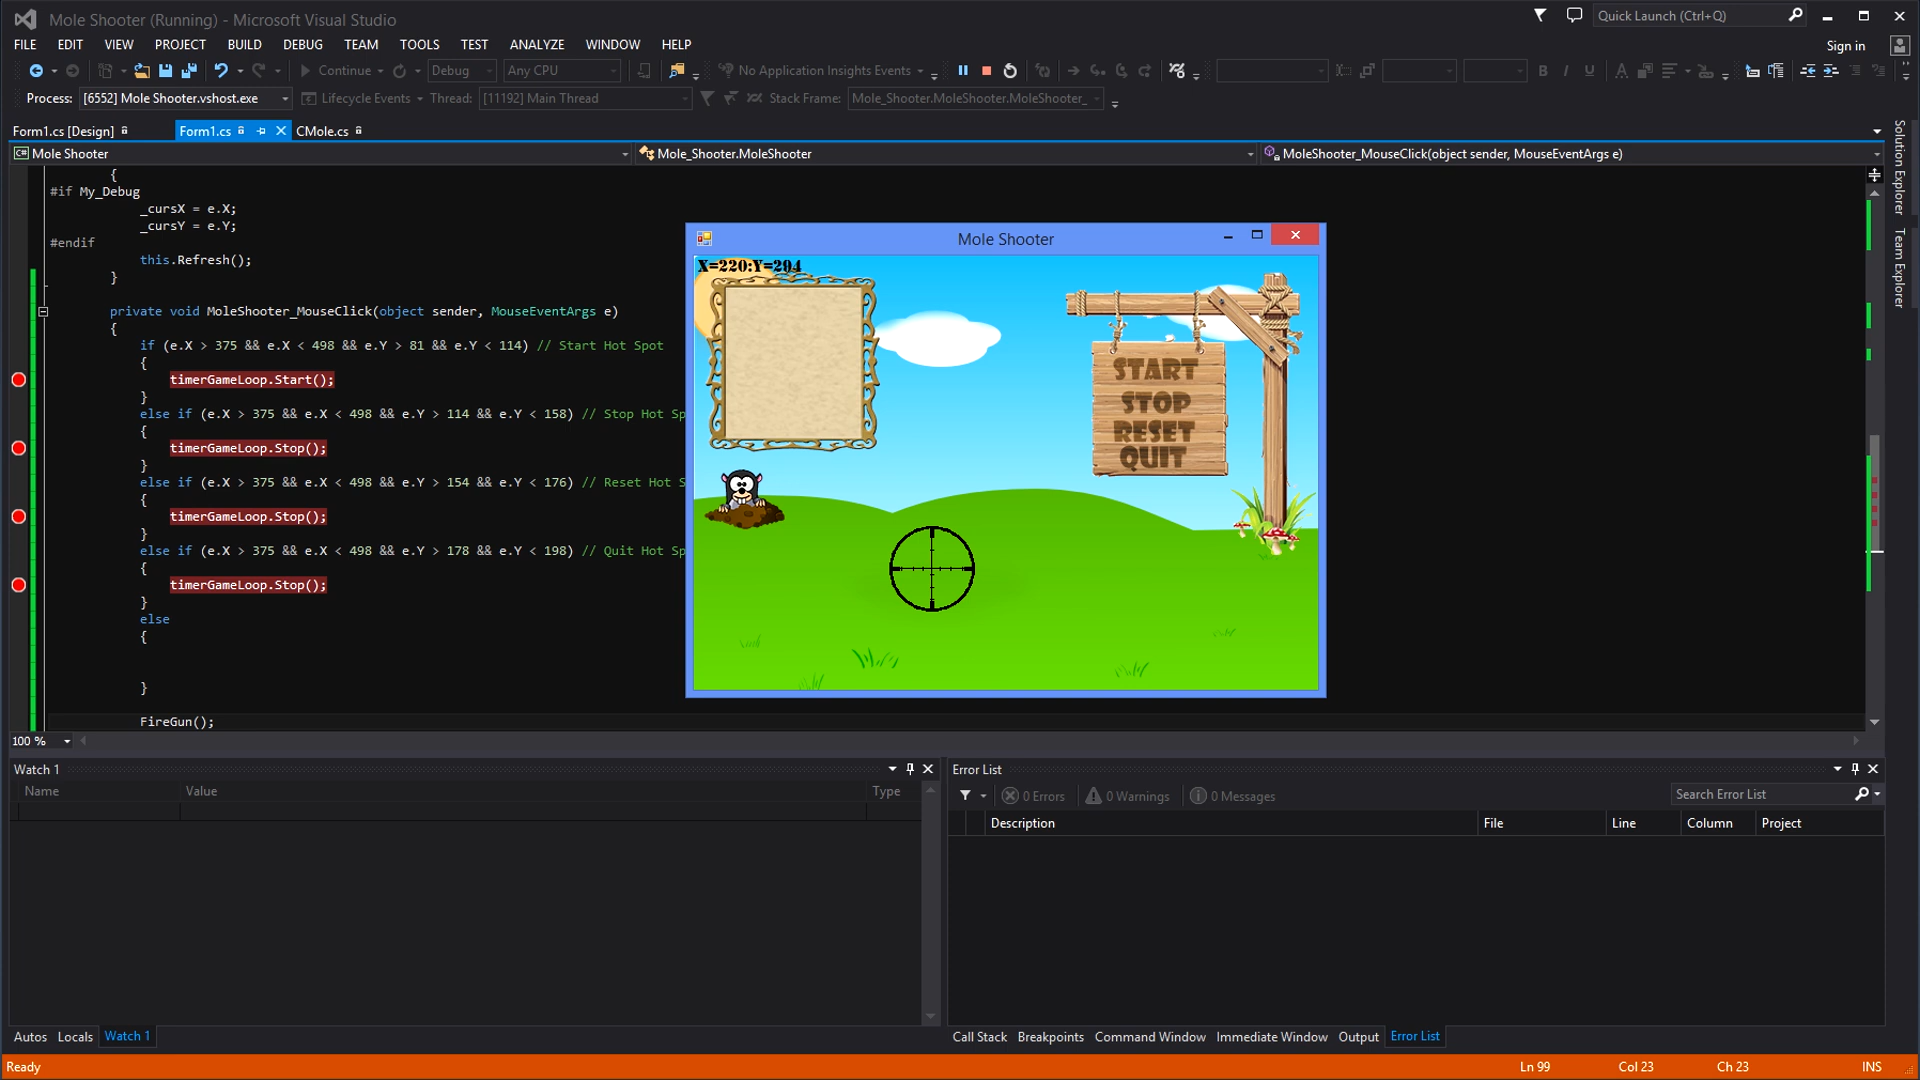 Mole Shooter (Running) - Microsoft Visual Studio
Quick Launch (Ctrl+Q)
FILE EDIT VIEW PROJECT BUILD DEBUG TEAM TOOLS TEST ANALYZE WINDOW HELP
Sign in
Continue Debug Any CPU No Application Insights Events
Process: [6552] Mole Shooter.vshost.exe Lifecycle Events Thread: [11192] Main Thread Stack Frame: Mole_Shooter.MoleShooter.MoleShooter_
Form1.cs [Design] Form1.cs CMole.cs
Mole Shooter Mole_Shooter.MoleShooter MoleShooter_MouseClick(object sender, MouseEventArgs e)
Solution Explorer
Team Explorer
{
#if My_Debug
_cursX = e.X;
_cursY = e.Y;
#endif
this.Refresh();
}
private void MoleShooter_MouseClick(object sender, MouseEventArgs e)
{
if (e.X > 375 && e.X < 498 && e.Y > 81 && e.Y < 114) // Start Hot Spot
{
timerGameLoop.Start();
}
else if (e.X > 375 && e.X < 498 && e.Y > 114 && e.Y < 158) // Stop Hot Sp
{
timerGameLoop.Stop();
}
else if (e.X > 375 && e.X < 498 && e.Y > 154 && e.Y < 176) // Reset Hot S
{
timerGameLoop.Stop();
}
else if (e.X > 375 && e.X < 498 && e.Y > 178 && e.Y < 198) // Quit Hot Sp
{
timerGameLoop.Stop();
}
else
{
}
FireGun();
Mole Shooter
X=220:Y=294
START
STOP
RESET
QUIT
100 %
Watch 1
Name Value Type
Autos Locals Watch 1
Error List
0 Errors 0 Warnings 0 Messages
Search Error List
Description File Line Column Project
Call Stack Breakpoints Command Window Immediate Window Output Error List
Ready Ln 99 Col 23 Ch 23 INS